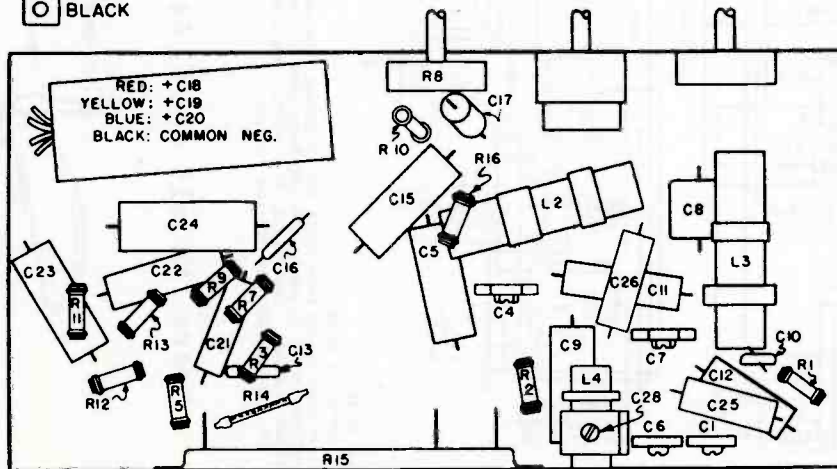 BLACK
RED: +C18
YELLOW: +C19
BLUE: +C20
BLACK: COMMON NEG.
R8
C17
R10
R16
C15
L2
C8
C24
C5
C23
C22
C16
R9
R7
C26
C11
L3
R11
R13
C4
C21
C9
C7
C10
R3
C13
L4
R1
R12
R5
R14
R2
C28
C12
C25
C6
C1
R15